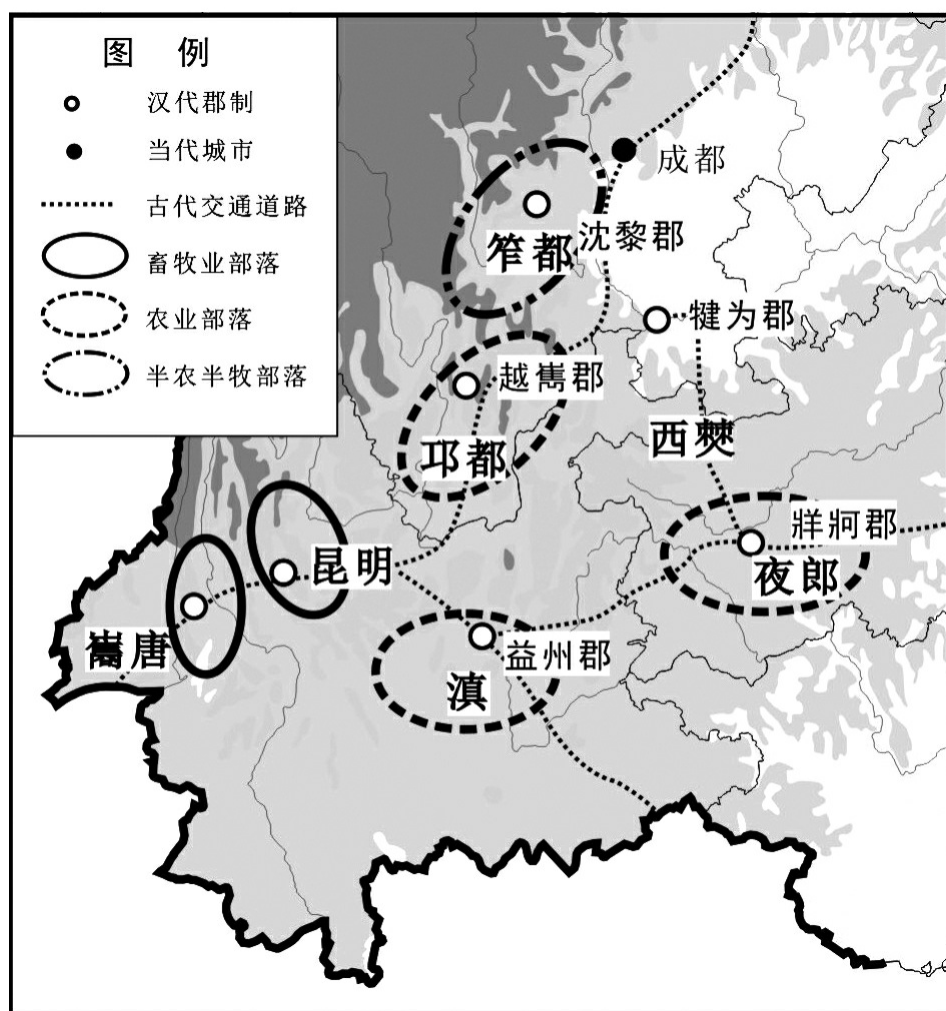 图 例
汉代郡制
当代城市
古代交通道路
畜牧业部落
农业部落
半农半牧部落
成都
沈黎郡
笮都
犍为郡
越嶲郡
邛都
西僰
牂牁郡
夜郎
昆明
嶲唐
益州郡
滇